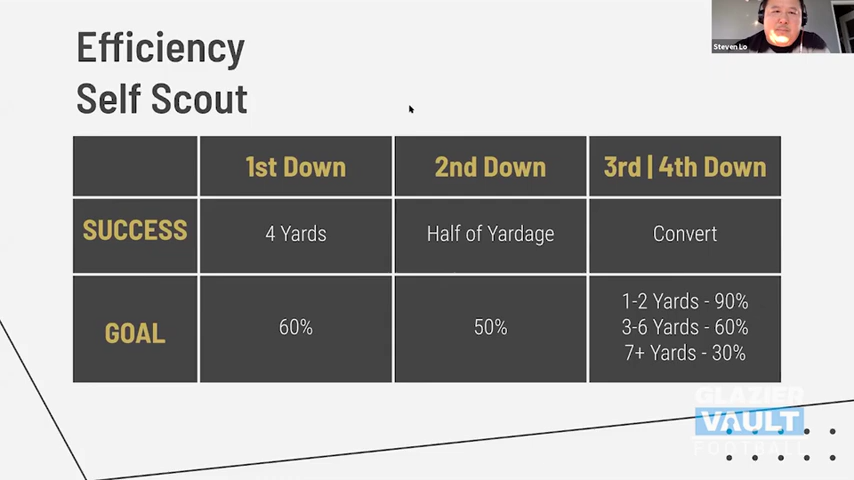 Efficiency
Self Scout
Steven Lo
1st Down
2nd Down
3rd | 4th Down
SUCCESS
4 Yards
Half of Yardage
Convert
GOAL
60%
50%
1-2 Yards - 90%
3-6 Yards - 60%
7+ Yards - 30%
GLAZIER
VAULT
FOOTBALL